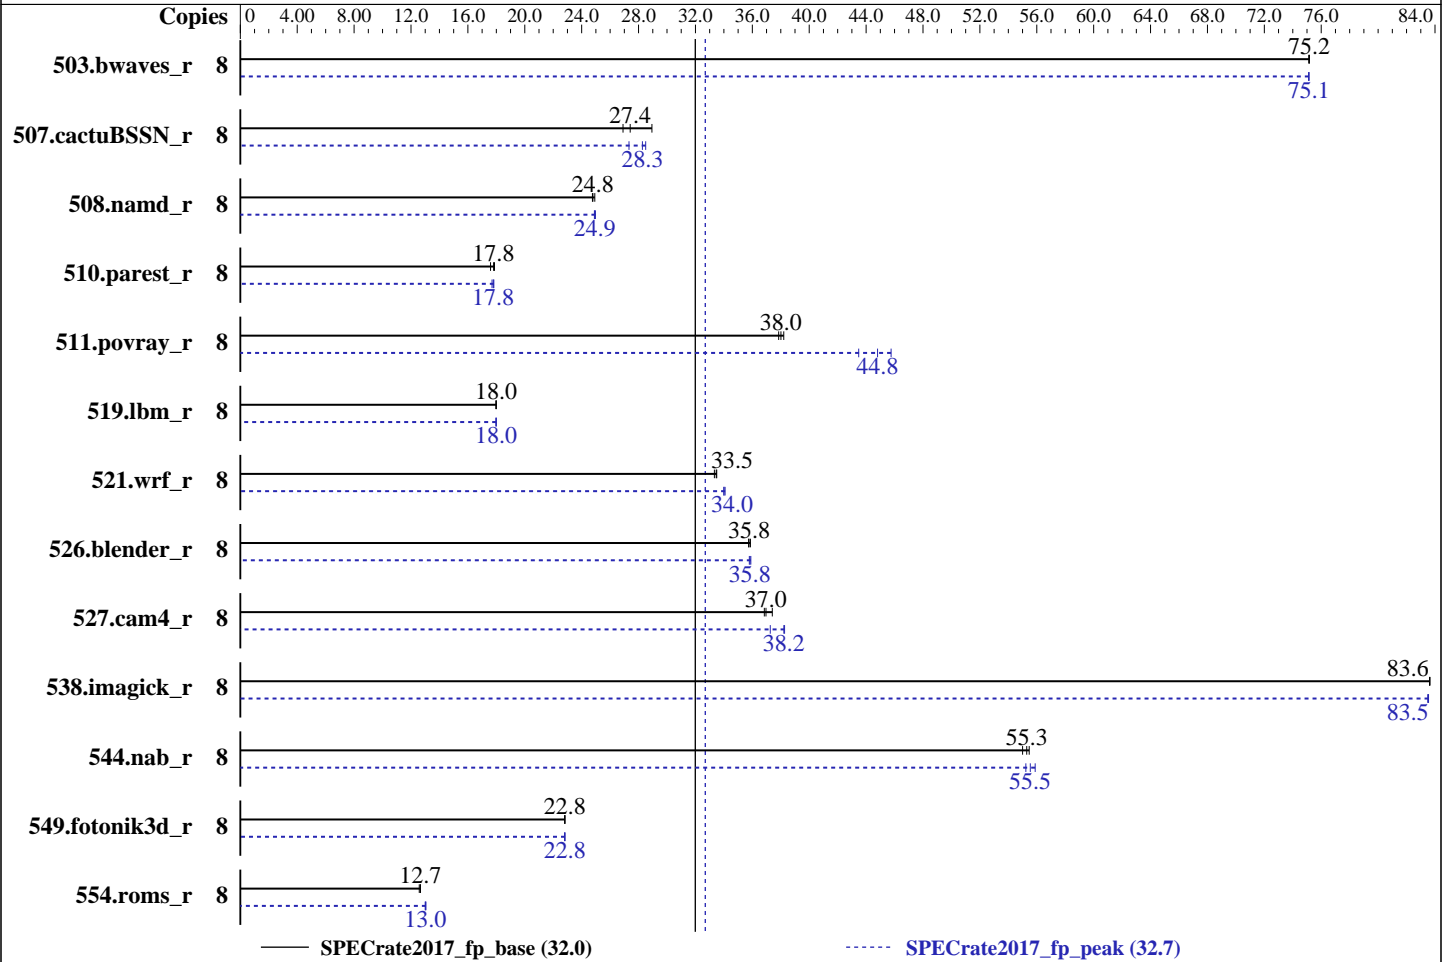 Copies 0 4.00 8.00 12.0 16.0 20.0 24.0 28.0 32.0 36.0 40.0 44.0 48.0 52.0 56.0 60.0 64.0 68.0 72.0 76.0 84.0
75.2
503.bwaves_r 8
75.1
27.4
507.cactuBSSN_r 8
28.3
24.8
508.namd_r 8
24.9
17.8
510.parest_r 8
17.8
38.0
511.povray_r 8
44.8
18.0
519.lbm_r 8
18.0
33.5
521.wrf_r 8
34.0
35.8
526.blender_r 8
35.8
37.0
527.cam4_r 8
38.2
83.6
538.imagick_r 8
83.5
55.3
544.nab_r 8
55.5
22.8
549.fotonik3d_r 8
22.8
12.7
554.roms_r 8
13.0
SPECrate2017_fp_base (32.0) SPECrate2017_fp_peak (32.7)